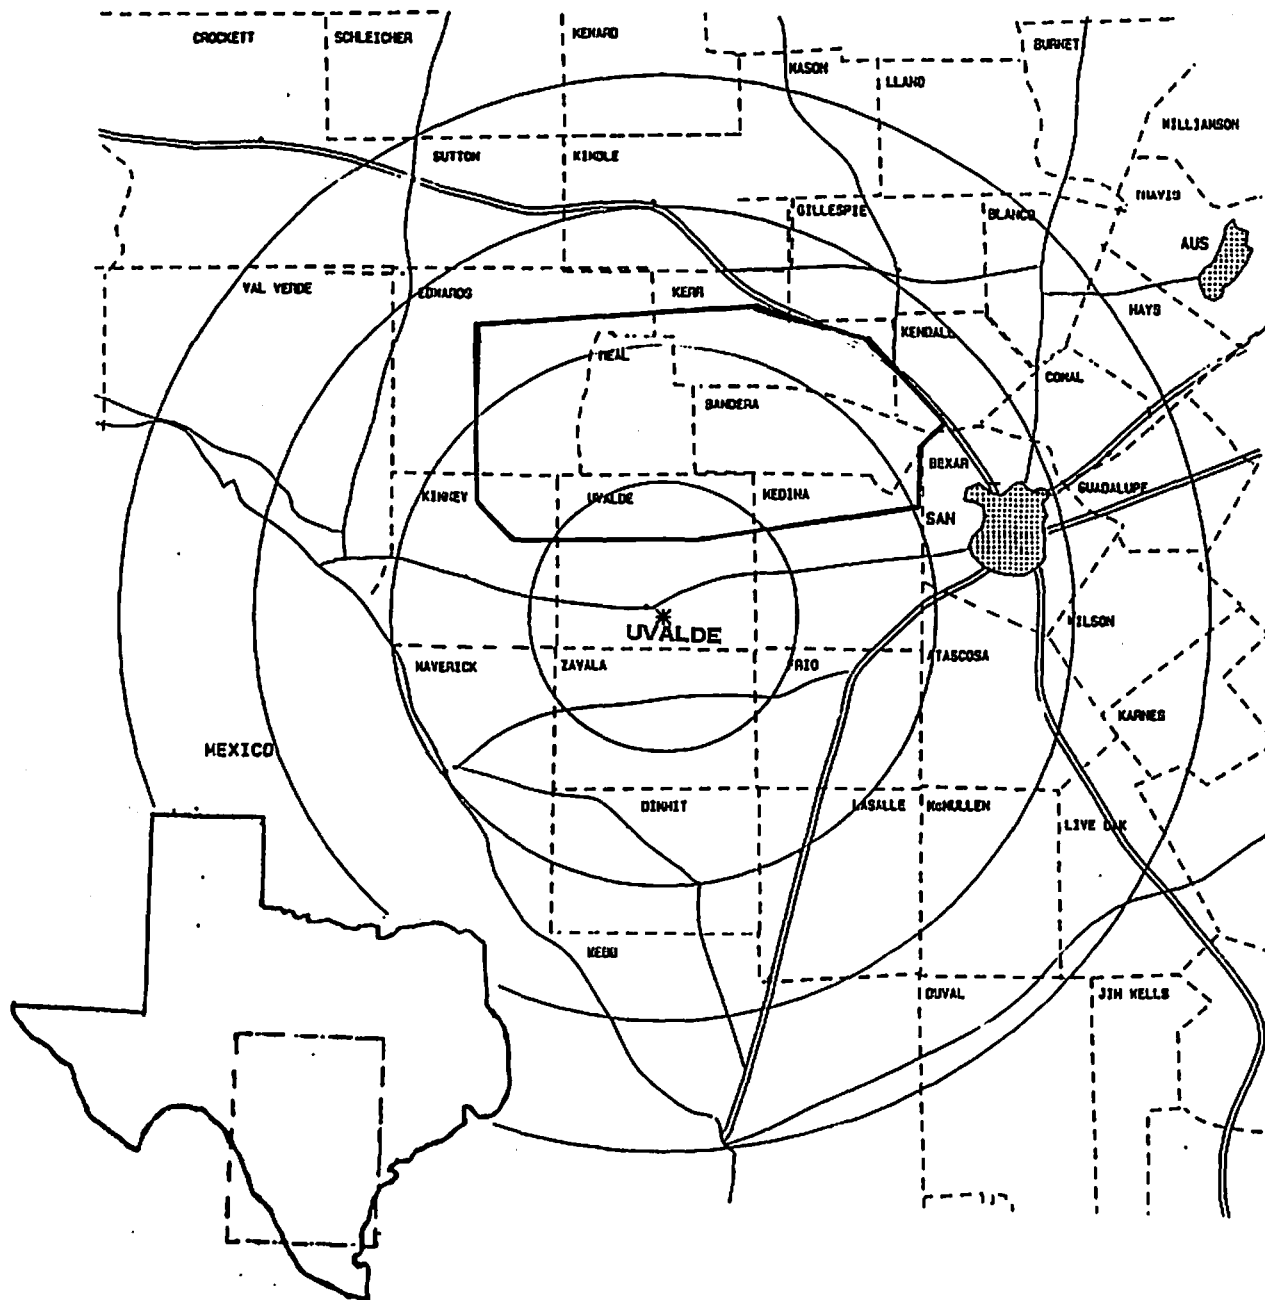 CROCKETT
SCHLEICHER
MENARD
MASON
LLANO
BURNET
WILLIAMSON
SUTTON
KIMBLE
GILLESPIE
BLANCO
TRAVIS
AUS
VAL VERDE
EDWARDS
KERR
HAYS
KENDALL
REAL
COMAL
BANDERA
BEXAR
KINNEY
UVALDE
MEDINA
GUADALUPE
SAN
UVALDE
WILSON
MAVERICK
ZAVALA
FRIO
ATASCOSA
KARNES
MEXICO
DIMMIT
LASALLE
McMULLEN
LIVE OAK
WEBB
DUVAL
JIM WELLS